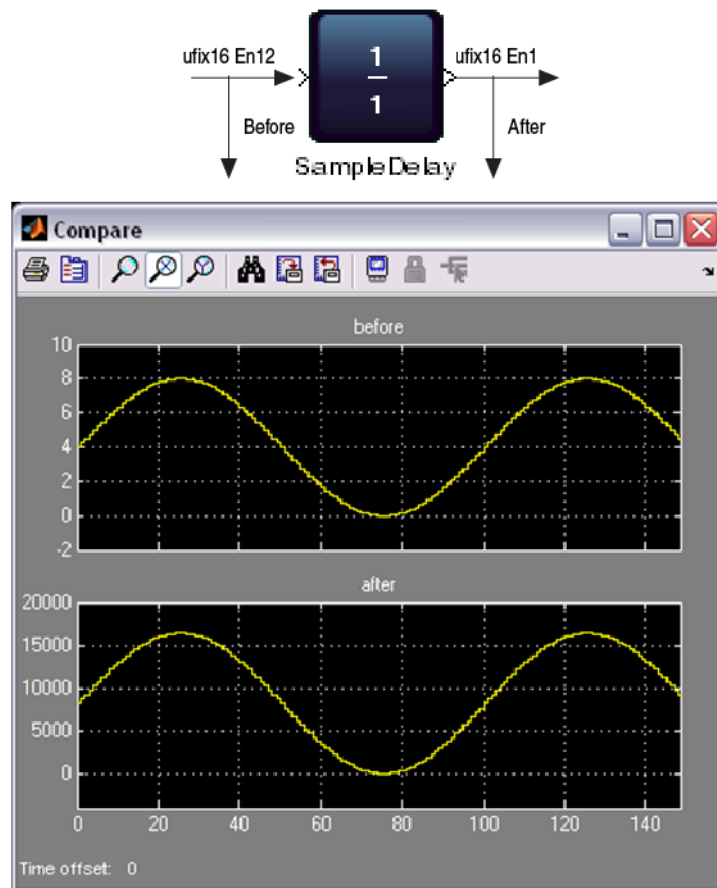 ufix16 En12
1
1
ufix16 En1
Before
After
SampleDelay
Compare
before
10
8
6
4
2
0
-2
after
20000
15000
10000
5000
0
0 20 40 60 80 100 120 140
Time offset: 0